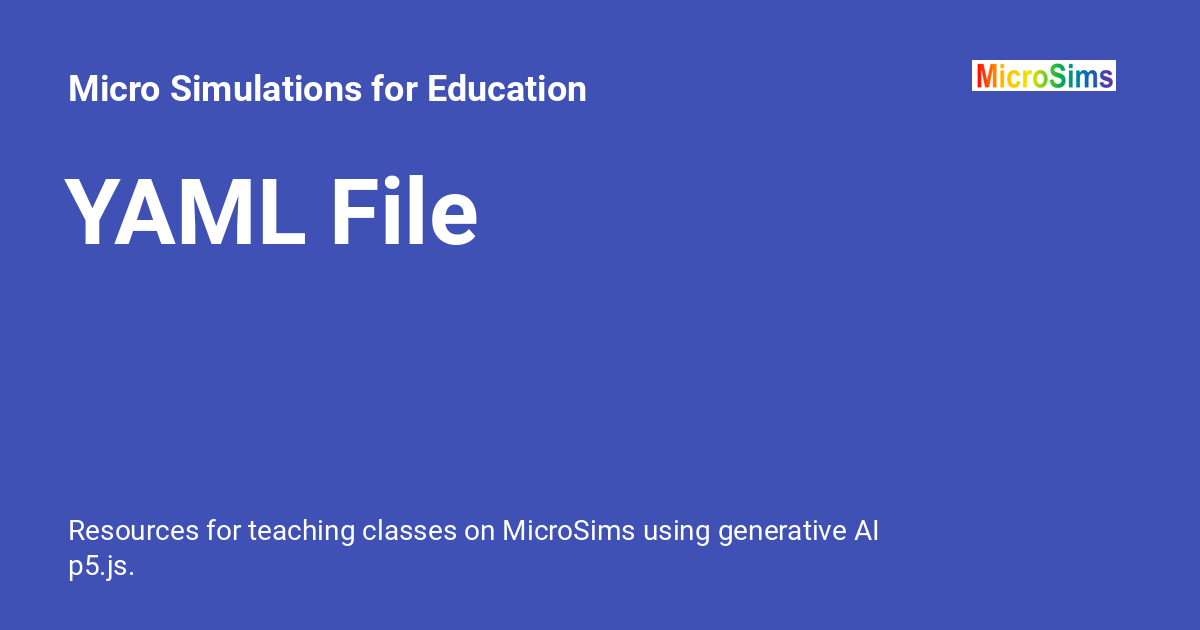 Micro Simulations for Education
MicroSims
YAML File
Resources for teaching classes on MicroSims using generative AI
p5.js.